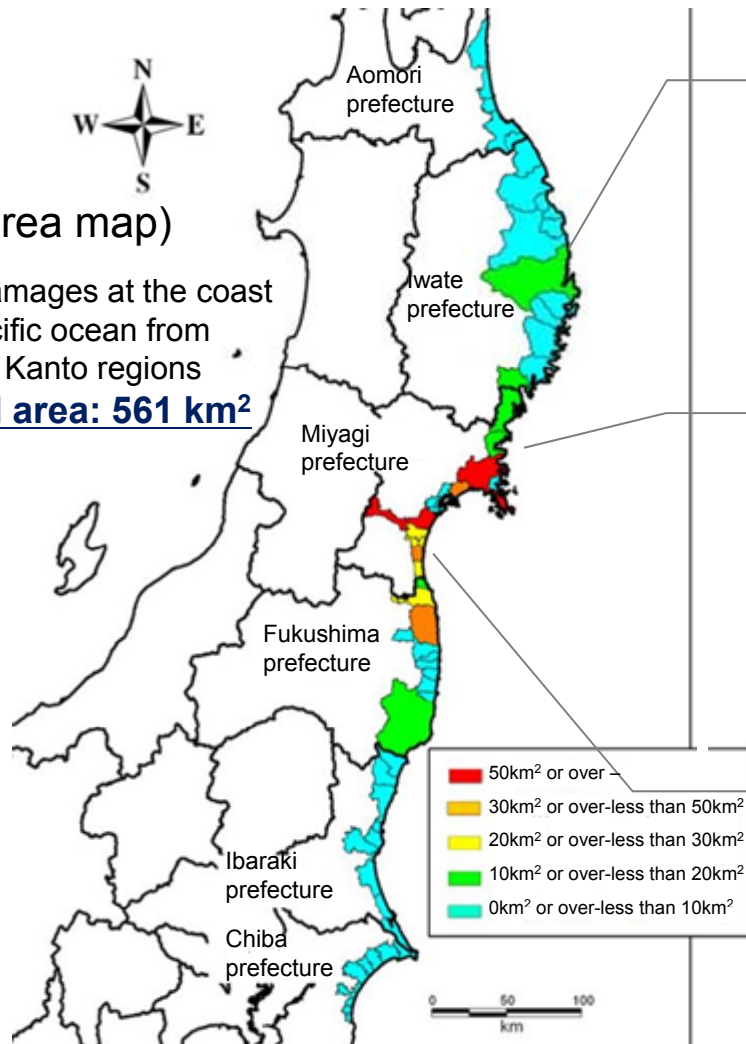 N
W E
S
Aomori
prefecture
rea map)
amages at the coast
cific ocean from
Kanto regions
l area: 561 km²
Iwate
prefecture
Miyagi
prefecture
Fukushima
prefecture
Ibaraki
prefecture
Chiba
prefecture
50km² or over –
30km² or over-less than 50km²
20km² or over-less than 30km²
10km² or over-less than 20km²
0km² or over-less than 10km²
0 50 100
km